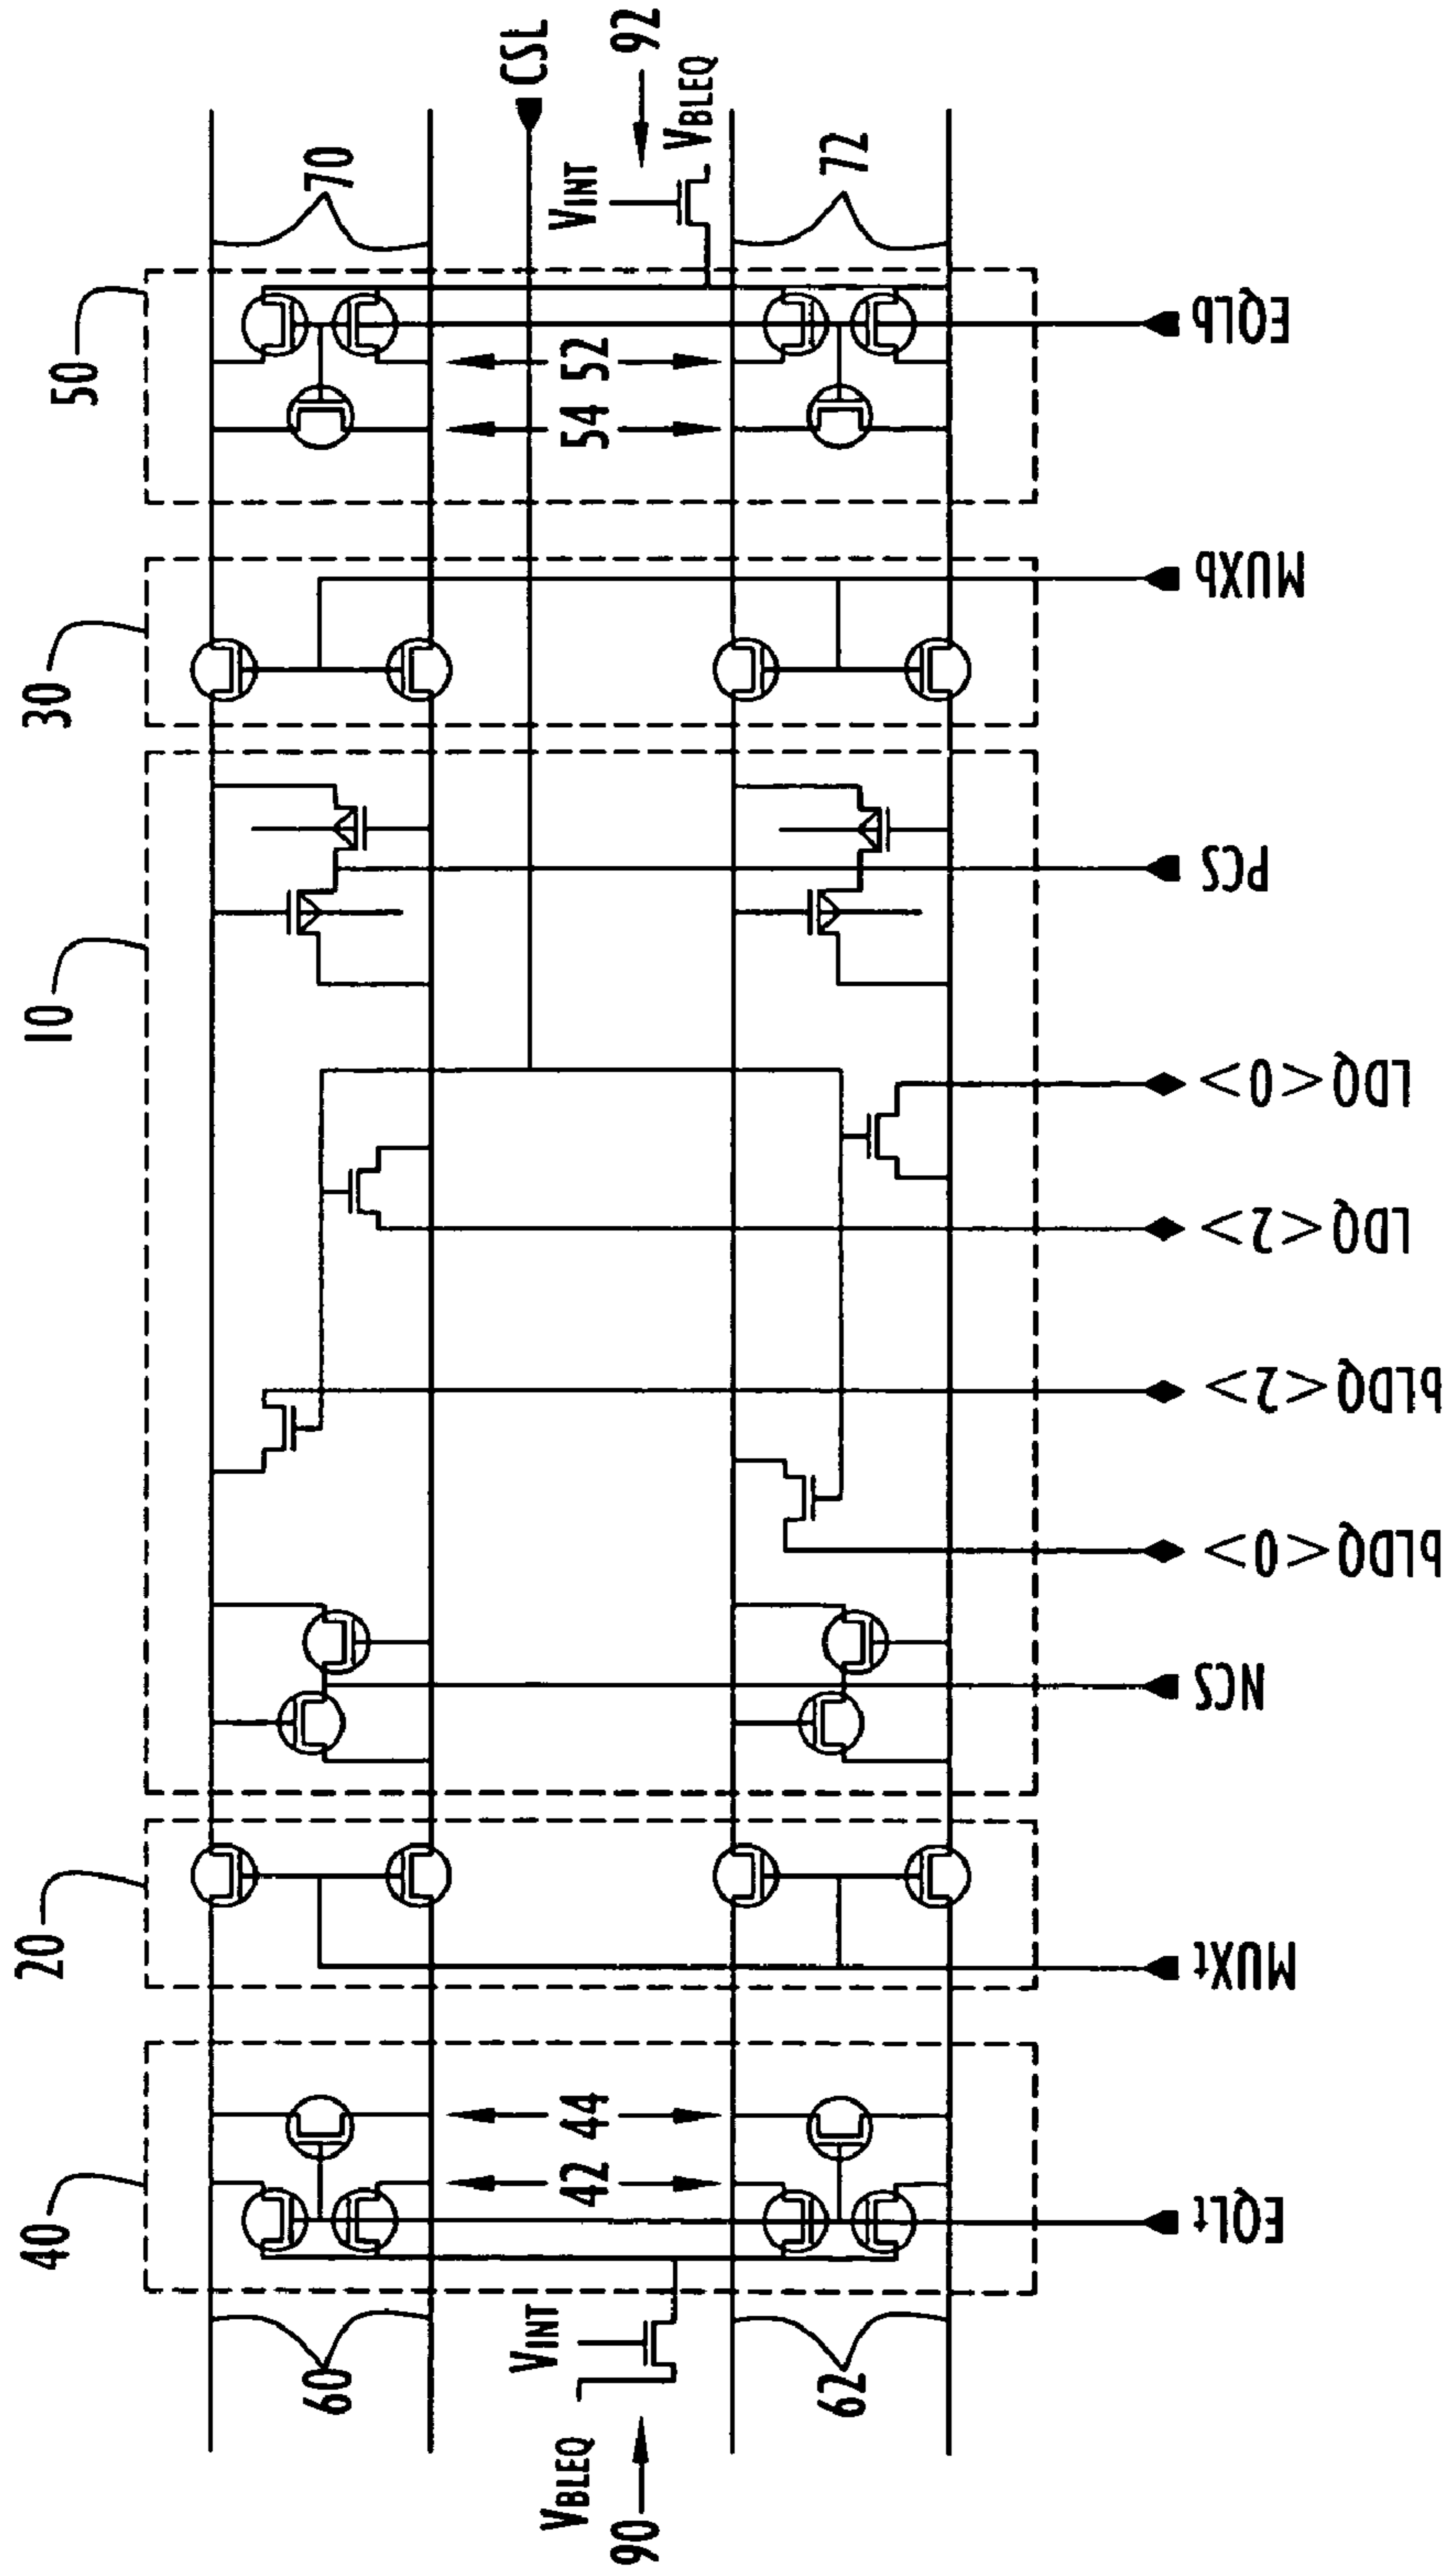 50
30
10
20
40
70
72
60
62
52
54
44
42
CSL
92
VINT
VBLEQ
VINT
VBLEQ
90
EQLb
MUXb
PCS
LDQ<0>
LDQ<2>
bLDQ<2>
bLDQ<0>
NCS
MUXt
EQLt